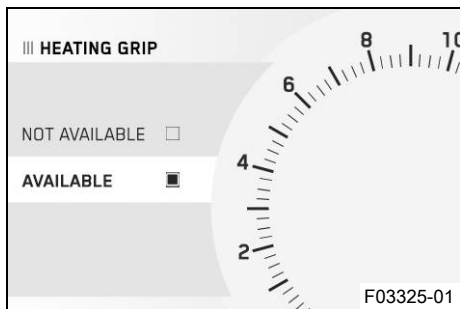 HEATING GRIP
NOT AVAILABLE
AVAILABLE
2
4
6
8
10
F03325-01